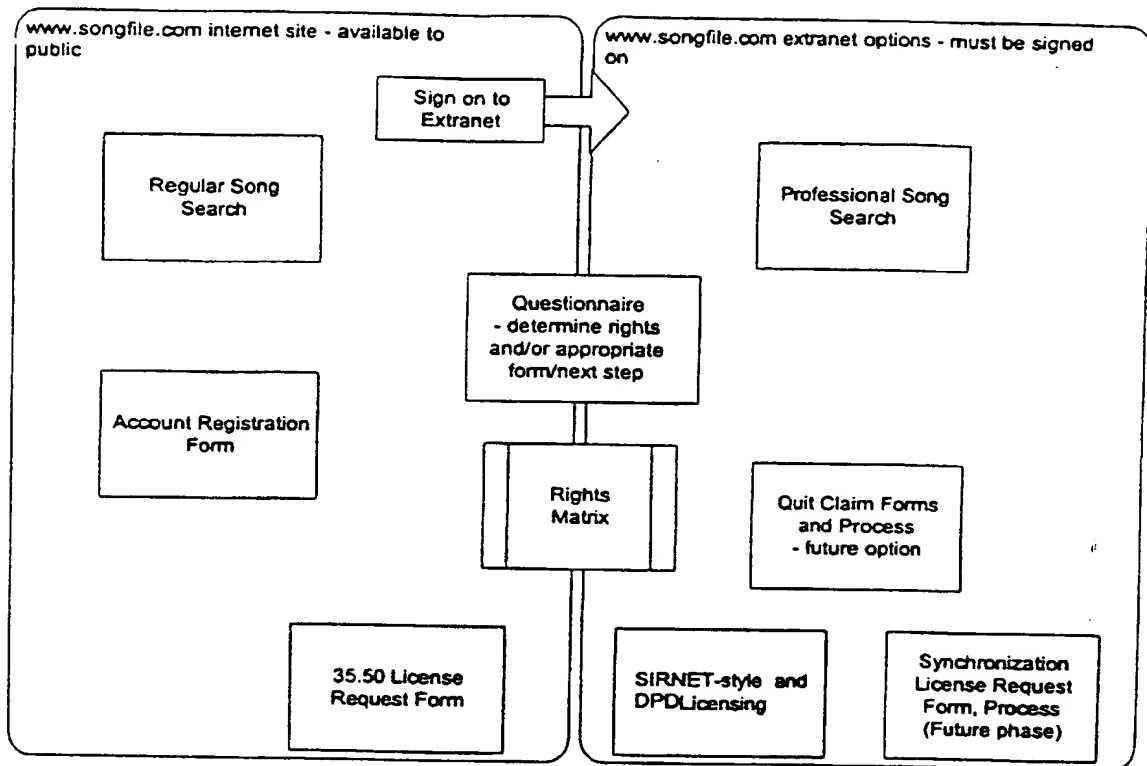 www.songfile.com internet site - available to
public
www.songfile.com extranet options - must be signed
on
Sign on to
Extranet
Regular Song
Search
Professional Song
Search
Questionnaire
- determine rights
and/or appropriate
form/next step
Account Registration
Form
Rights
Matrix
Quit Claim Forms
and Process
- future option
35.50 License
Request Form
SIRNET-style and
DPDLicensing
Synchronization
License Request
Form, Process
(Future phase)